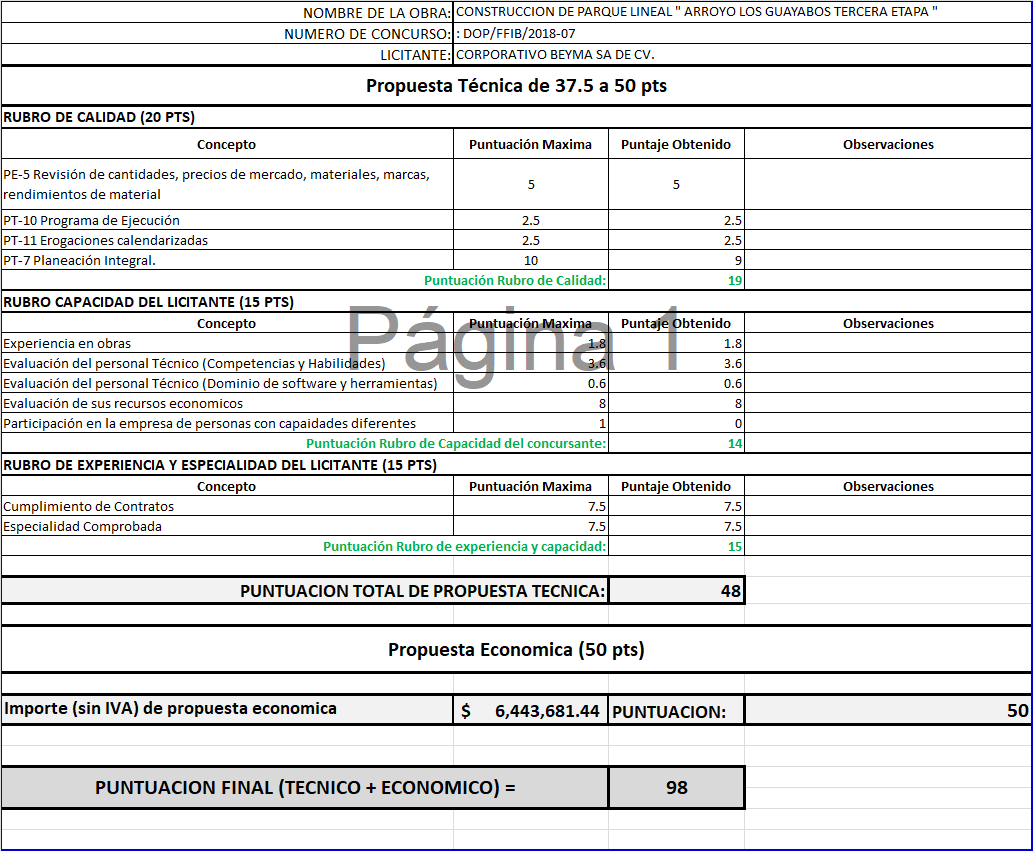 NOMBRE DE LA OBRA: CONSTRUCCION DE PARQUE LINEAL " ARROYO LOS GUAYABOS TERCERA ETAPA "
NUMERO DE CONCURSO: : DOP/FFIB/2018-07
LICITANTE: CORPORATIVO BEYMA SA DE CV.
Propuesta Técnica de 37.5 a 50 pts
RUBRO DE CALIDAD (20 PTS)
Concepto Puntuación Maxima Puntaje Obtenido Observaciones
PE-5 Revisión de cantidades, precios de mercado, materiales, marcas,
rendimientos de material 5 5
PT-10 Programa de Ejecución 2.5 2.5
PT-11 Erogaciones calendarizadas 2.5 2.5
PT-7 Planeación Integral. 10 9
Puntuación Rubro de Calidad: 19
RUBRO CAPACIDAD DEL LICITANTE (15 PTS)
Concepto Puntuación Maxima Puntaje Obtenido Observaciones
Página 1
Experiencia en obras 1.8 1.8
Evaluación del personal Técnico (Competencias y Habilidades) 3.6 3.6
Evaluación del personal Técnico (Dominio de software y herramientas) 0.6 0.6
Evaluación de sus recursos economicos 8 8
Participación en la empresa de personas con capaidades diferentes 1 0
Puntuación Rubro de Capacidad del concursante: 14
RUBRO DE EXPERIENCIA Y ESPECIALIDAD DEL LICITANTE (15 PTS)
Concepto Puntuación Maxima Puntaje Obtenido Observaciones
Cumplimiento de Contratos 7.5 7.5
Especialidad Comprobada 7.5 7.5
Puntuación Rubro de experiencia y capacidad: 15
PUNTUACION TOTAL DE PROPUESTA TECNICA: 48
Propuesta Economica (50 pts)
Importe (sin IVA) de propuesta economica $ 6,443,681.44 PUNTUACION: 50
PUNTUACION FINAL (TECNICO + ECONOMICO) = 98